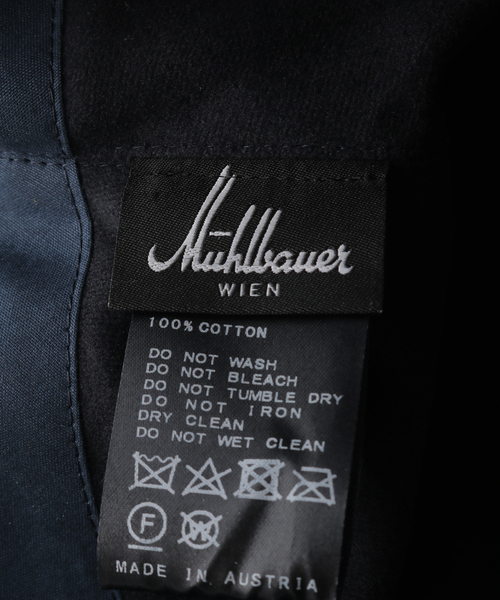 Mühlbauer
WIEN
100% COTTON
DO NOT WASH
DO NOT BLEACH
DO NOT TUMBLE DRY
DO NOT IRON
DRY CLEAN
DO NOT WET CLEAN
F
W
MADE IN AUSTRIA